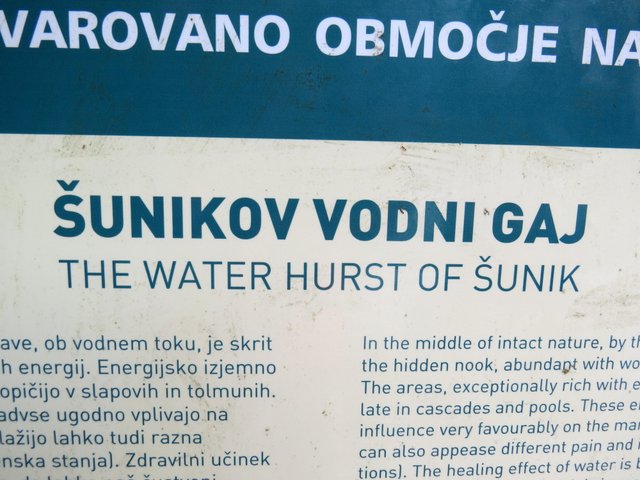 VAROVANO OBMOČJE NA
ŠUNIKOV VODNI GAJ
THE WATER HURST OF ŠUNIK
ave, ob vodnem toku, je skrit
h energij. Energijsko izjemno
opičijo v slapovih in tolmunih.
advse ugodno vplivajo na
lažijo lahko tudi razna
enska stanja). Zdravilni učinek
In the middle of intact nature, by th
the hidden nook, abundant with wo
The areas, exceptionally rich with e
late in cascades and pools. These e
influence very favourably on the man
can also appease different pain and
tions). The healing effect of water is b